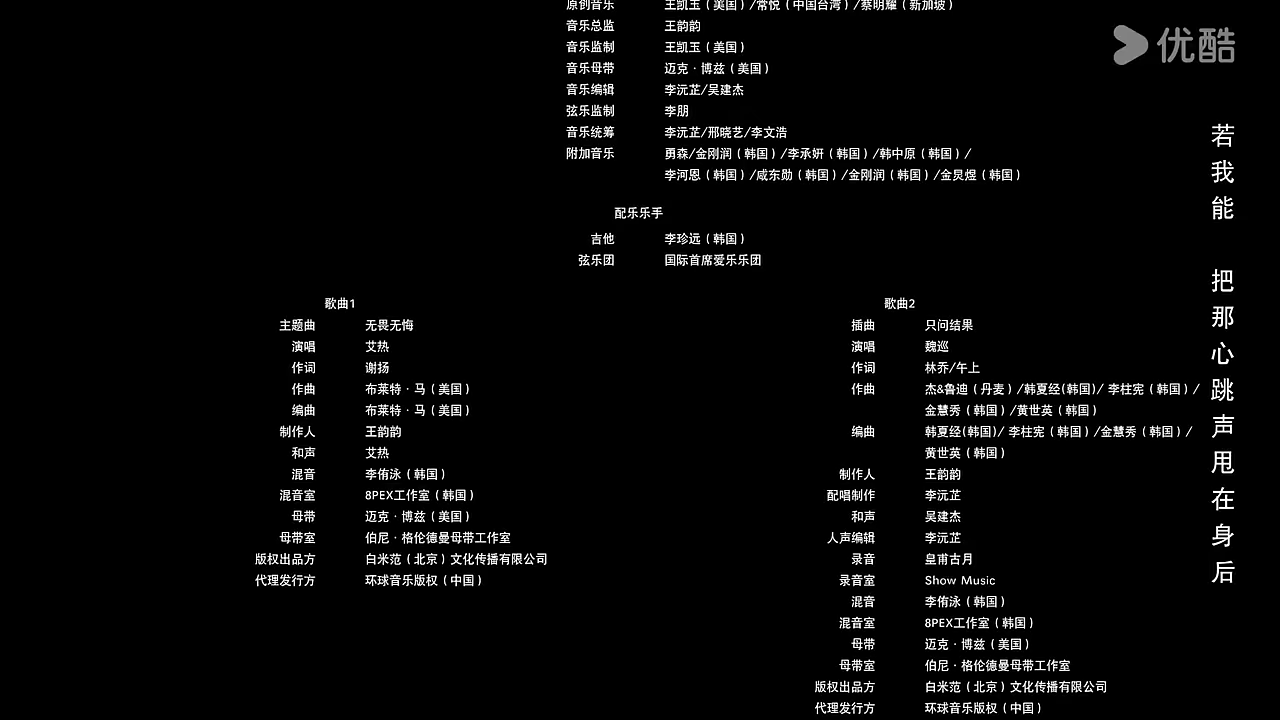 原创音乐 王凯玉（美国）/常悦（中国台湾）/蔡明耀（新加坡）
音乐总监 王韵韵
音乐监制 王凯玉（美国）
音乐母带 迈克·博兹（美国）
音乐编辑 李沅芷/吴建杰
弦乐监制 李朋
音乐统筹 李沅芷/邢晓艺/李文浩
附加音乐 勇森/金刚润（韩国）/李承妍（韩国）/韩中原（韩国）/
李河恩（韩国）/咸东勋（韩国）/金刚润（韩国）/金炅煜（韩国）
配乐乐手
吉他 李珍远（韩国）
弦乐团 国际首席爱乐乐团
歌曲1
主题曲 无畏无悔
演唱 艾热
作词 谢扬
作曲 布莱特·马（美国）
编曲 布莱特·马（美国）
制作人 王韵韵
和声 艾热
混音 李侑泳（韩国）
混音室 8PEX工作室（韩国）
母带 迈克·博兹（美国）
母带室 伯尼·格伦德曼母带工作室
版权出品方 白米范（北京）文化传播有限公司
代理发行方 环球音乐版权（中国）
歌曲2
插曲 只问结果
演唱 魏巡
作词 林乔/午上
作曲 杰&鲁迪（丹麦）/韩夏经(韩国)/ 李柱宪（韩国）/
金慧秀（韩国）/黄世英（韩国）
编曲 韩夏经(韩国)/ 李柱宪（韩国）/金慧秀（韩国）/
黄世英（韩国）
制作人 王韵韵
配唱制作 李沅芷
和声 吴建杰
人声编辑 李沅芷
录音 皇甫古月
录音室 Show Music
混音 李侑泳（韩国）
混音室 8PEX工作室（韩国）
母带 迈克·博兹（美国）
母带室 伯尼·格伦德曼母带工作室
版权出品方 白米范（北京）文化传播有限公司
代理发行方 环球音乐版权（中国）
优酷
若我能 把那心跳声甩在身后